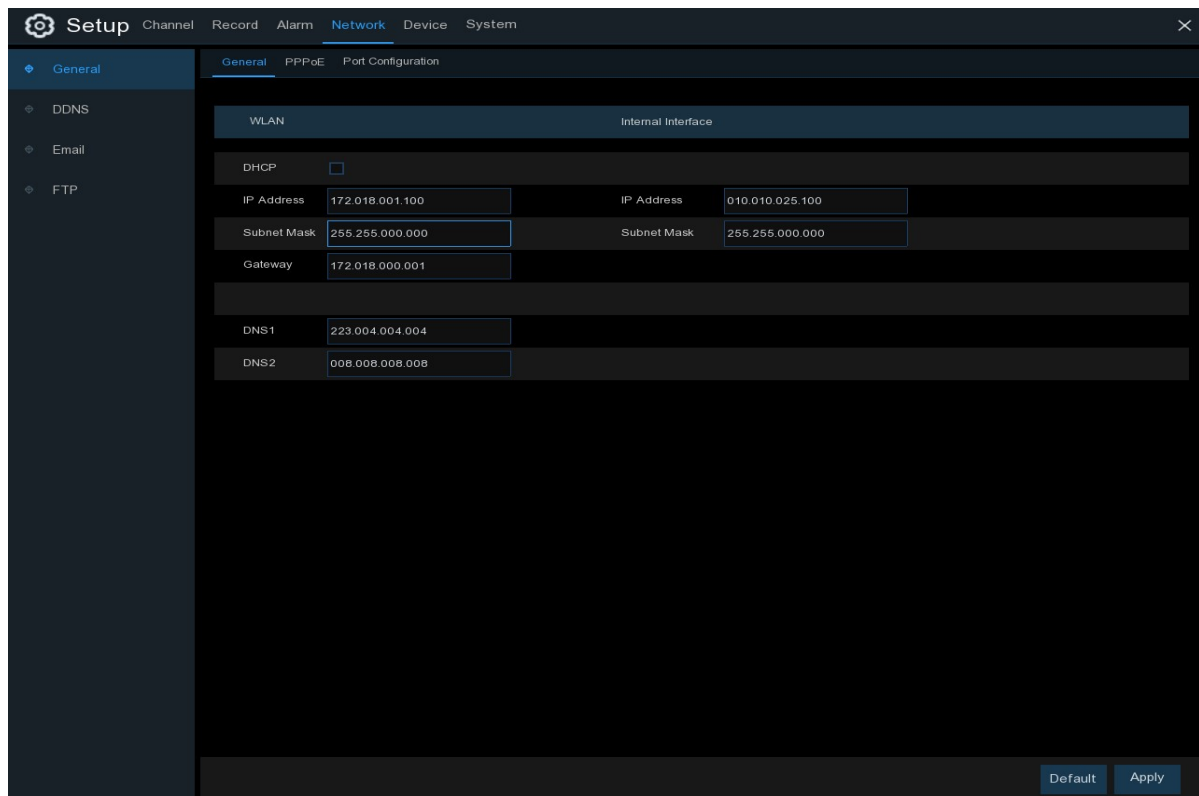 Setup Channel Record Alarm Network Device System
General PPPoE Port Configuration
General
DDNS
Email
FTP
WLAN Internal Interface
DHCP
IP Address 172.018.001.100 IP Address 010.010.025.100
Subnet Mask 255.255.000.000 Subnet Mask 255.255.000.000
Gateway 172.018.000.001
DNS1 223.004.004.004
DNS2 008.008.008.008
Default Apply